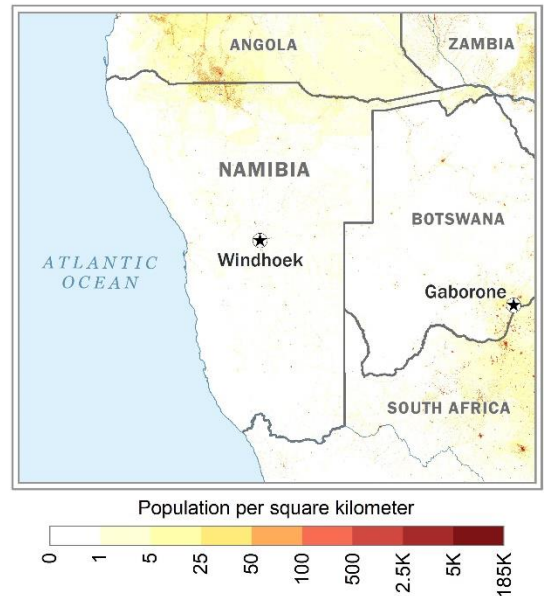 ANGOLA
ZAMBIA
NAMIBIA
BOTSWANA
ATLANTIC
OCEAN
Windhoek
Gaborone
SOUTH AFRICA
Population per square kilometer
0 1 5 25 50 100 500 2.5K 5K 185K